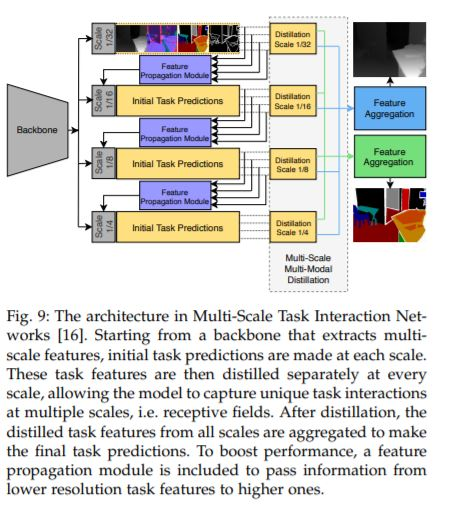 Backbone
Scale 1/32
Distillation
Scale 1/32
Feature
Propagation Module
Scale 1/16
Initial Task Predictions
Distillation
Scale 1/16
Feature
Aggregation
Feature
Propagation Module
Scale 1/8
Initial Task Predictions
Distillation
Scale 1/8
Feature
Aggregation
Feature
Propagation Module
Scale 1/4
Initial Task Predictions
Distillation
Scale 1/4
Multi-Scale
Multi-Modal
Distillation
Fig. 9: The architecture in Multi-Scale Task Interaction Net-
works [16]. Starting from a backbone that extracts multi-
scale features, initial task predictions are made at each scale.
These task features are then distilled separately at every
scale, allowing the model to capture unique task interactions
at multiple scales, i.e. receptive fields. After distillation, the
distilled task features from all scales are aggregated to make
the final task predictions. To boost performance, a feature
propagation module is included to pass information from
lower resolution task features to higher ones.